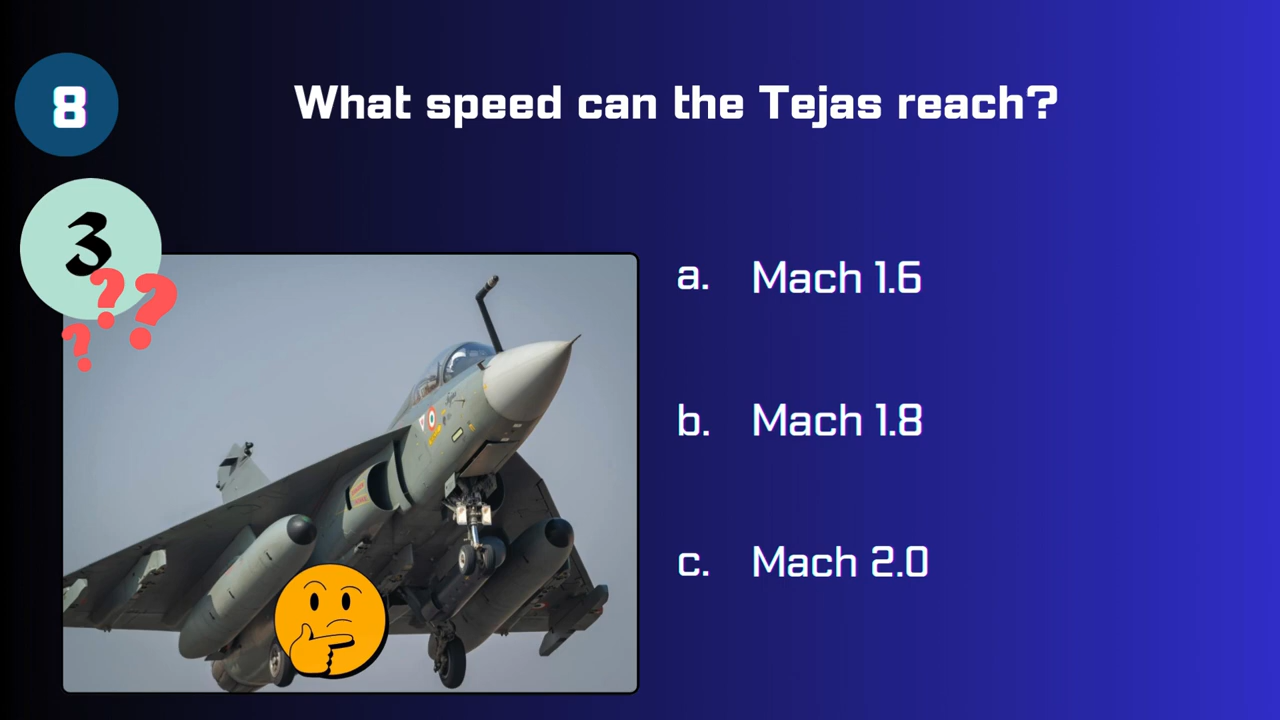 8
What speed can the Tejas reach?
3
???
a. Mach 1.6
b. Mach 1.8
c. Mach 2.0